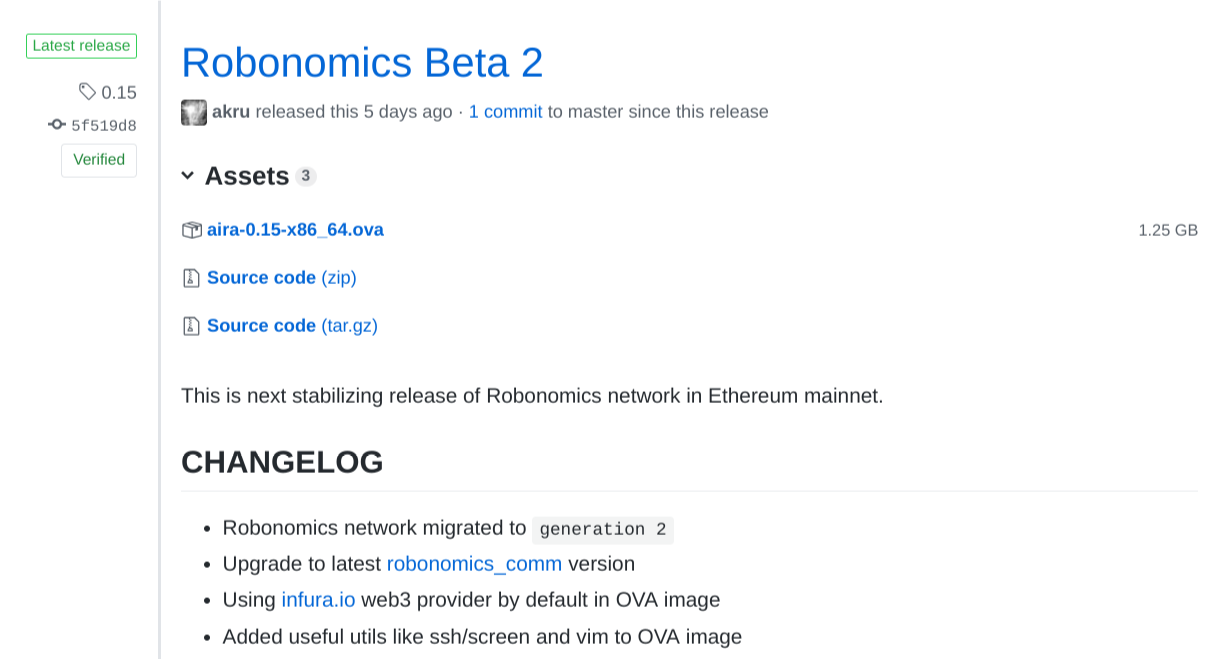 Latest release
0.15
5f519d8
Verified
Robonomics Beta 2
akru released this 5 days ago · 1 commit to master since this release
Assets 3
aira-0.15-x86_64.ova 1.25 GB
Source code (zip)
Source code (tar.gz)
This is next stabilizing release of Robonomics network in Ethereum mainnet.
CHANGELOG
• Robonomics network migrated to generation 2
• Upgrade to latest robonomics_comm version
• Using infura.io web3 provider by default in OVA image
• Added useful utils like ssh/screen and vim to OVA image